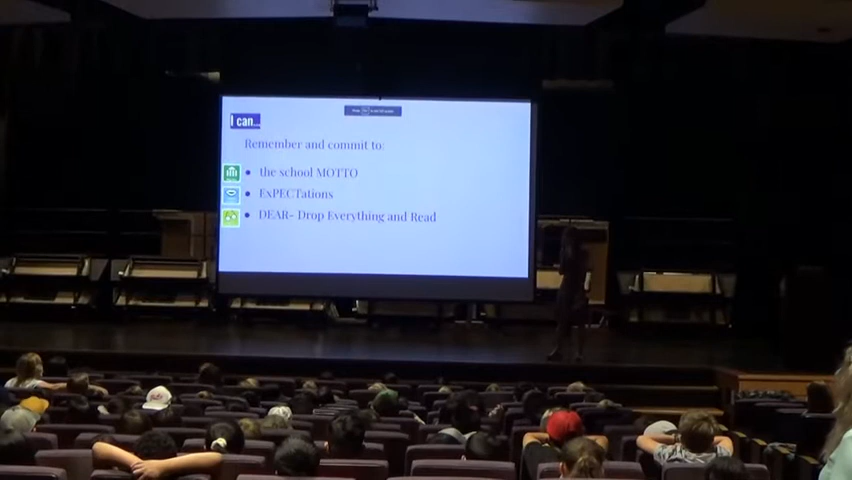 I can...
Remember and commit to:
the school MOTTO
ExPECTations
DEAR- Drop Everything and Read